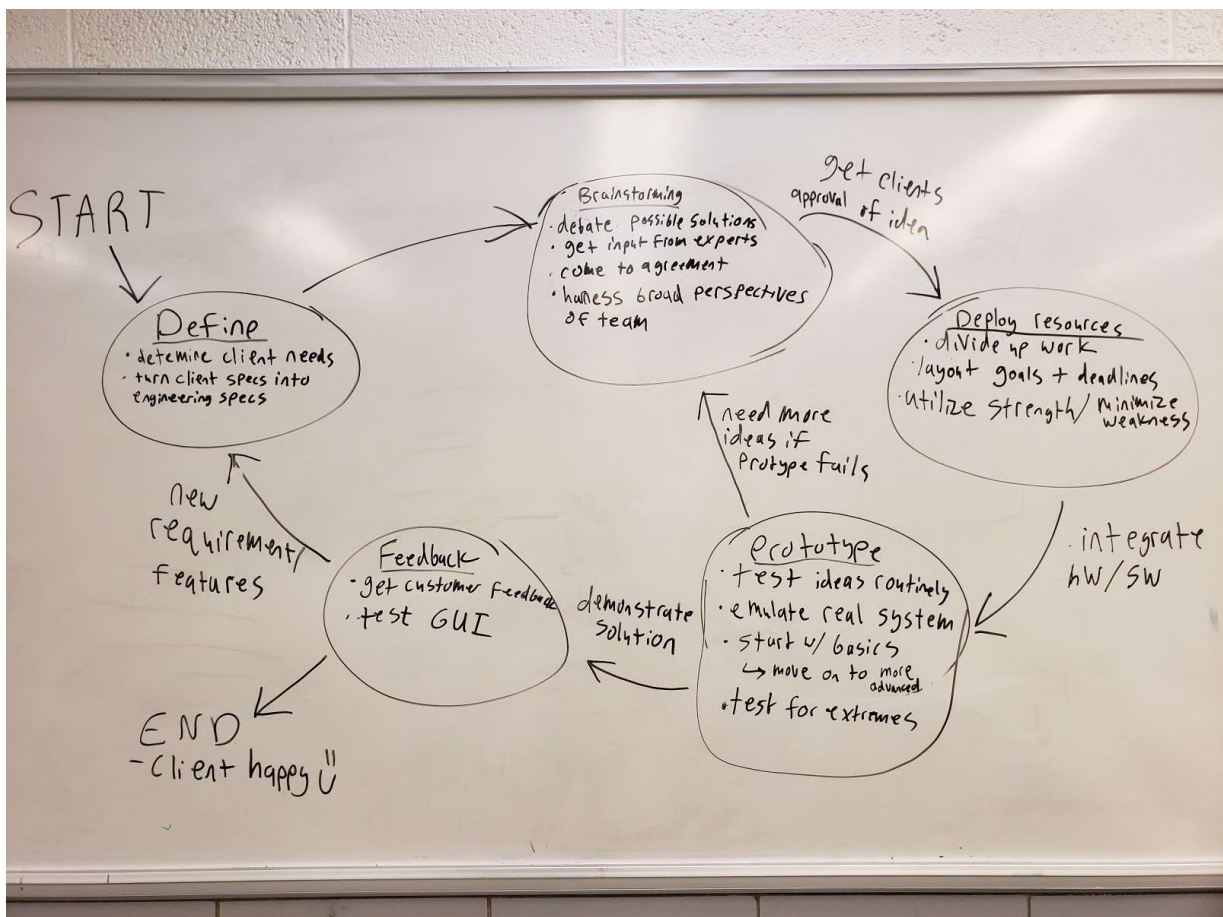 START
Define
· detemine client needs
· turn client specs into
engineering specs
Brainstorming
· debate possible solutions
· get input from experts
· come to agreement
· harness broad perspectives
of team
get clients
approval of idea
Deploy resources
· divide up work
· layout goals + deadlines
· utilize strength/ minimize
weakness
· integrate
hW/SW
Prototype
· test ideas routinely
· emulate real system
· start w/ basics
↳ move on to more
advanced
· test for extremes
need more
ideas if
Protype fails
demonstrate
solution
Feedback
· get customer feedback
· test GUI
new
requirement/
features
END
- Client happy